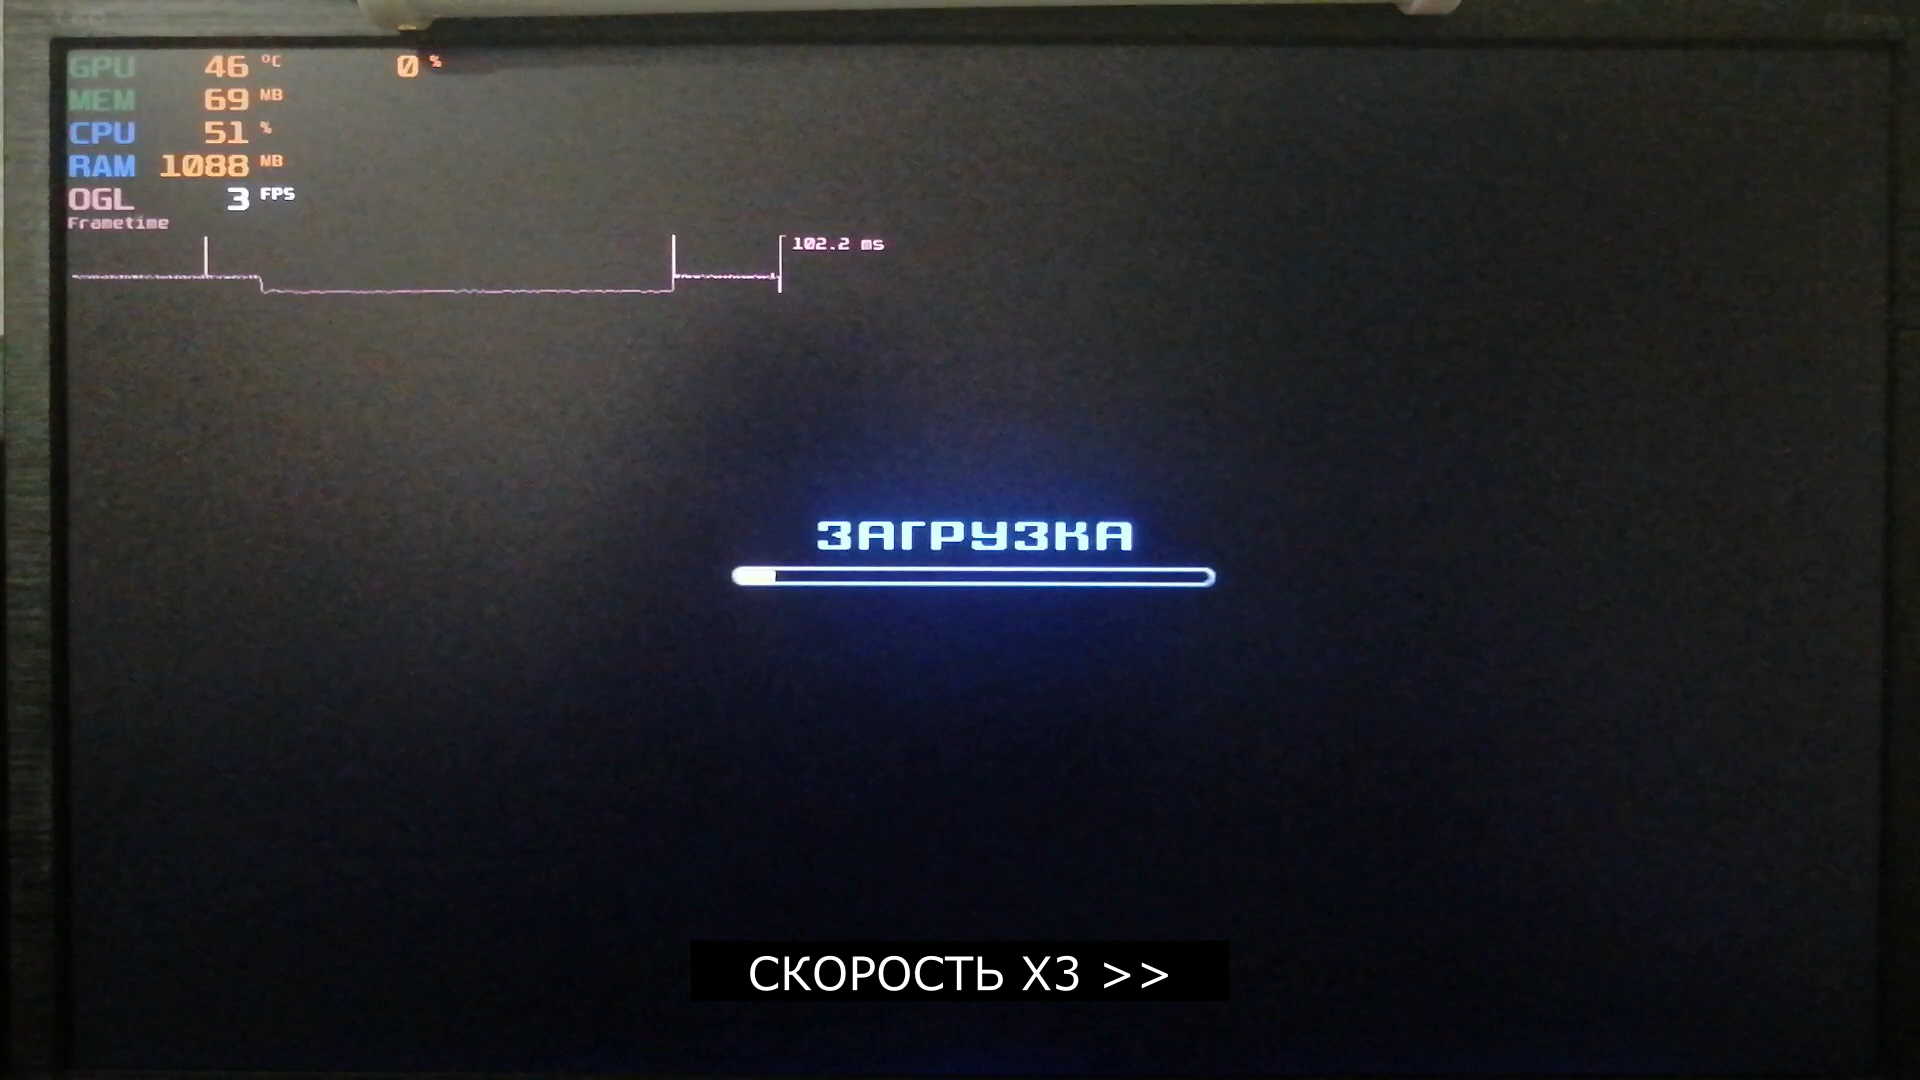 GPU 46 °C 0 %
MEM 69 MB
CPU 51 %
RAM 1088 MB
OGL 3 FPS
Frametime
102.2 ms
ЗАГРУЗКА
СКОРОСТЬ X3 >>